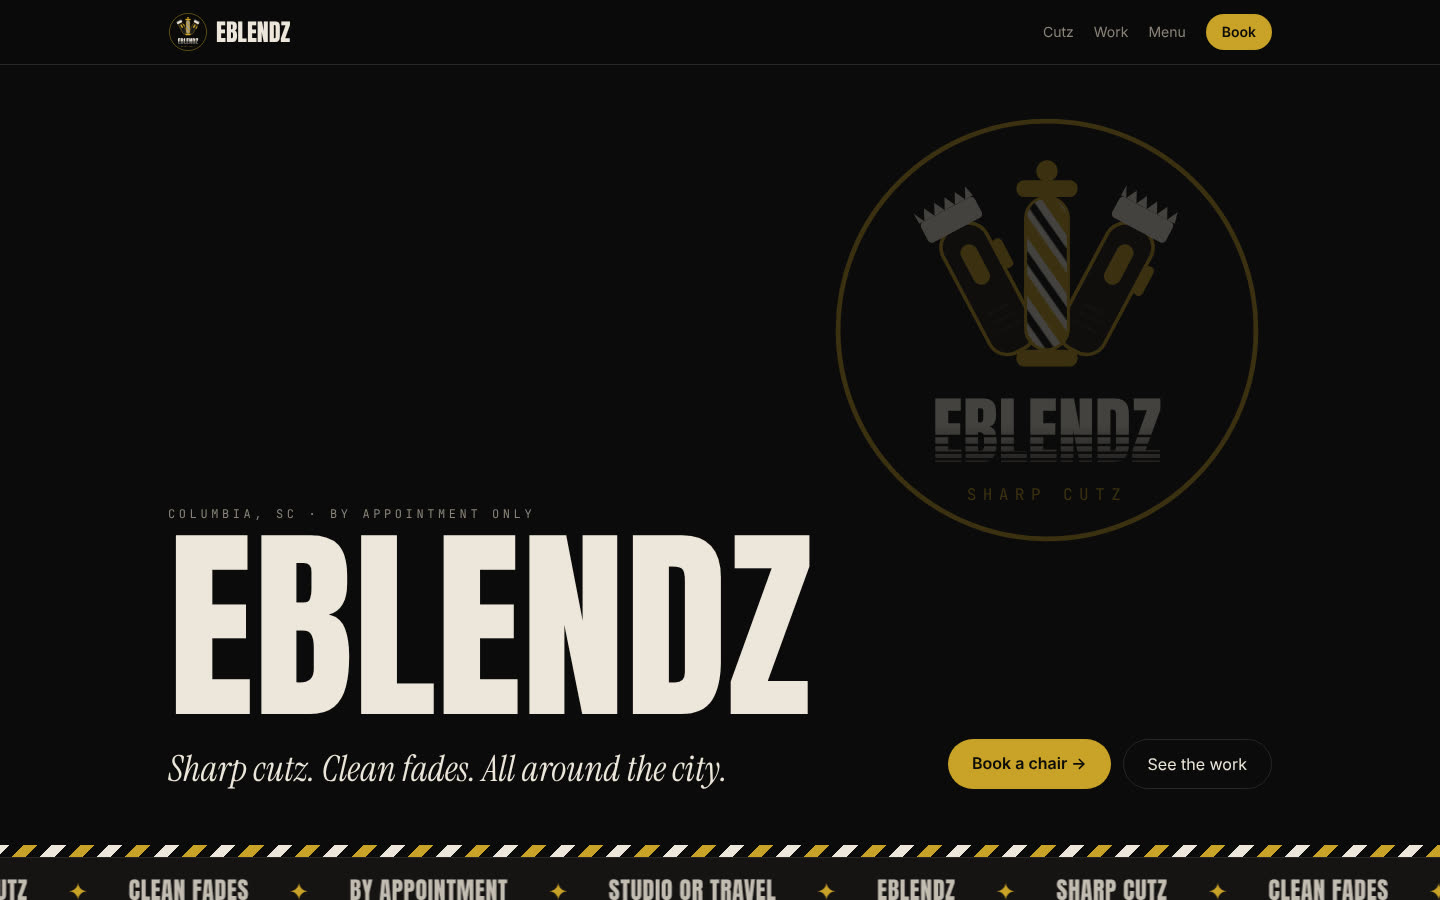 EBLENDZ
EBLENDZ
Cutz
Work
Menu
Book
EBLENDZ
SHARP CUTZ
COLUMBIA, SC · BY APPOINTMENT ONLY
EBLENDZ
Sharp cutz. Clean fades. All around the city.
Book a chair →
See the work
UTZ ✦ CLEAN FADES ✦ BY APPOINTMENT ✦ STUDIO OR TRAVEL ✦ EBLENDZ ✦ SHARP CUTZ ✦ CLEAN FADES ✦